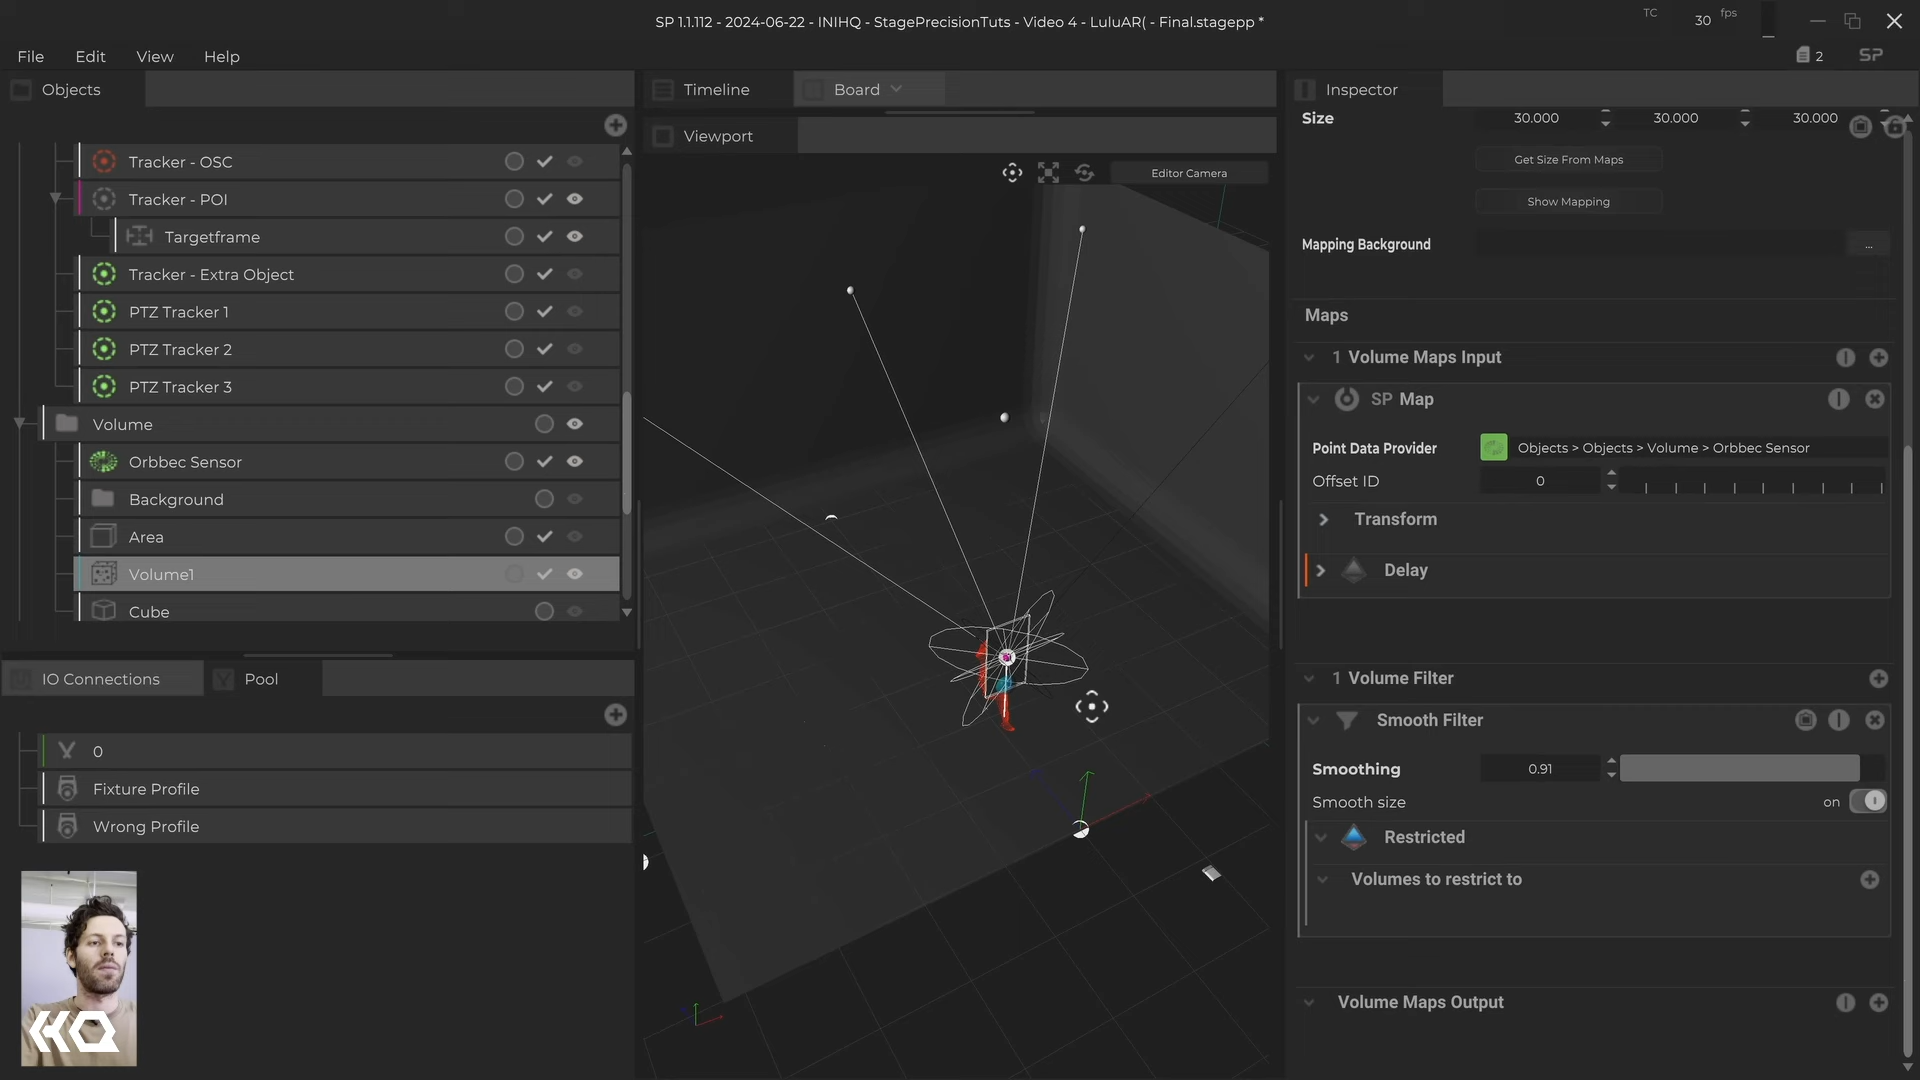 SP 1.1.112 - 2024-06-22 - INIHQ - StagePrecisionTuts - Video 4 - LuluAR( - Final.stagepp *
TC
30 fps
File Edit View Help
2 SP
Objects
Timeline
Board
Inspector
Viewport
Editor Camera
Tracker - OSC
Tracker - POI
Targetframe
Tracker - Extra Object
PTZ Tracker 1
PTZ Tracker 2
PTZ Tracker 3
Volume
Orbbec Sensor
Background
Area
Volume1
Cube
IO Connections
Pool
0
Fixture Profile
Wrong Profile
HQ
Size 30.000 30.000 30.000
Get Size From Maps
Show Mapping
Mapping Background ...
Maps
1 Volume Maps Input
SP Map
Point Data Provider Objects > Objects > Volume > Orbbec Sensor
Offset ID 0
Transform
Delay
1 Volume Filter
Smooth Filter
Smoothing 0.91
Smooth size on
Restricted
Volumes to restrict to
Volume Maps Output